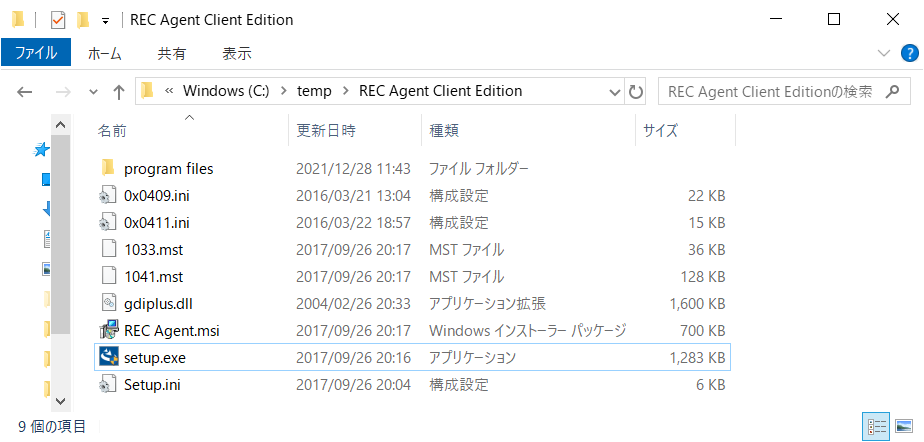 REC Agent Client Edition
ファイル ホーム 共有 表示
« Windows (C:) › temp › REC Agent Client Edition REC Agent Client Editionの検索
名前 更新日時 種類 サイズ
program files 2021/12/28 11:43 ファイル フォルダー
0x0409.ini 2016/03/21 13:04 構成設定 22 KB
0x0411.ini 2016/03/22 18:57 構成設定 15 KB
1033.mst 2017/09/26 20:17 MST ファイル 36 KB
1041.mst 2017/09/26 20:17 MST ファイル 128 KB
gdiplus.dll 2004/02/26 20:33 アプリケーション拡張 1,600 KB
REC Agent.msi 2017/09/26 20:17 Windows インストーラー パッケージ 700 KB
setup.exe 2017/09/26 20:16 アプリケーション 1,283 KB
Setup.ini 2017/09/26 20:04 構成設定 6 KB
9 個の項目